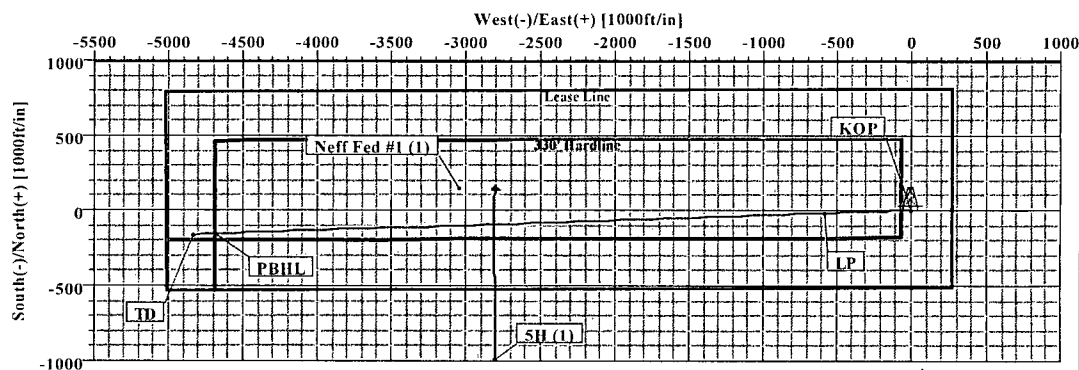 West(-)/East(+) [1000ft/in]
-5500 -5000 -4500 -4000 -3500 -3000 -2500 -2000 -1500 -1000 -500 0 500 1000
1000
Lease Line
KOP
500
Neff Fed #1 (1)
330' Hardline
0
South(-)/North(+) [1000ft/in]
PBHL
LP
-500
TD
5H (1)
-1000